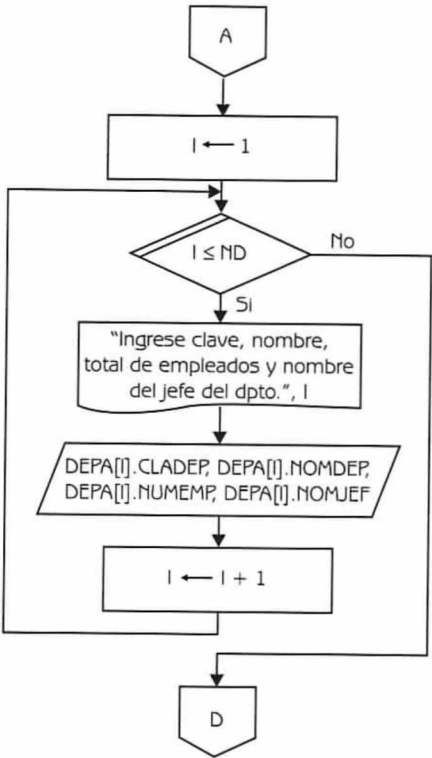 A
I ← 1
I ≤ ND
No
Si
"Ingrese clave, nombre,
total de empleados y nombre
del jefe del dpto.", I
DEPA[I].CLADEP, DEPA[I].NOMDEP,
DEPA[I].NUMEMP, DEPA[I].NOMJEF
I ← I + 1
D